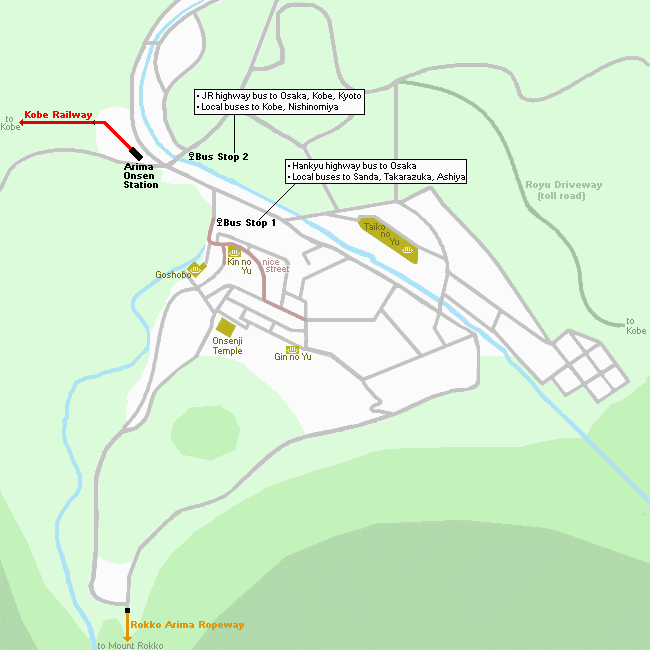 • JR highway bus to Osaka, Kobe, Kyoto
• Local buses to Kobe, Nishinomiya
Kobe Railway
to
Kobe
Arima
Onsen
Station
Bus Stop 2
• Hankyu highway bus to Osaka
• Local buses to Sanda, Takarazuka, Ashiya
Royu Driveway
(toll road)
Bus Stop 1
Taiko
no
Yu
Kin no
Yu
nice
street
Goshobo
to
Kobe
Onsenji
Temple
Gin no Yu
Rokko Arima Ropeway
to Mount Rokko